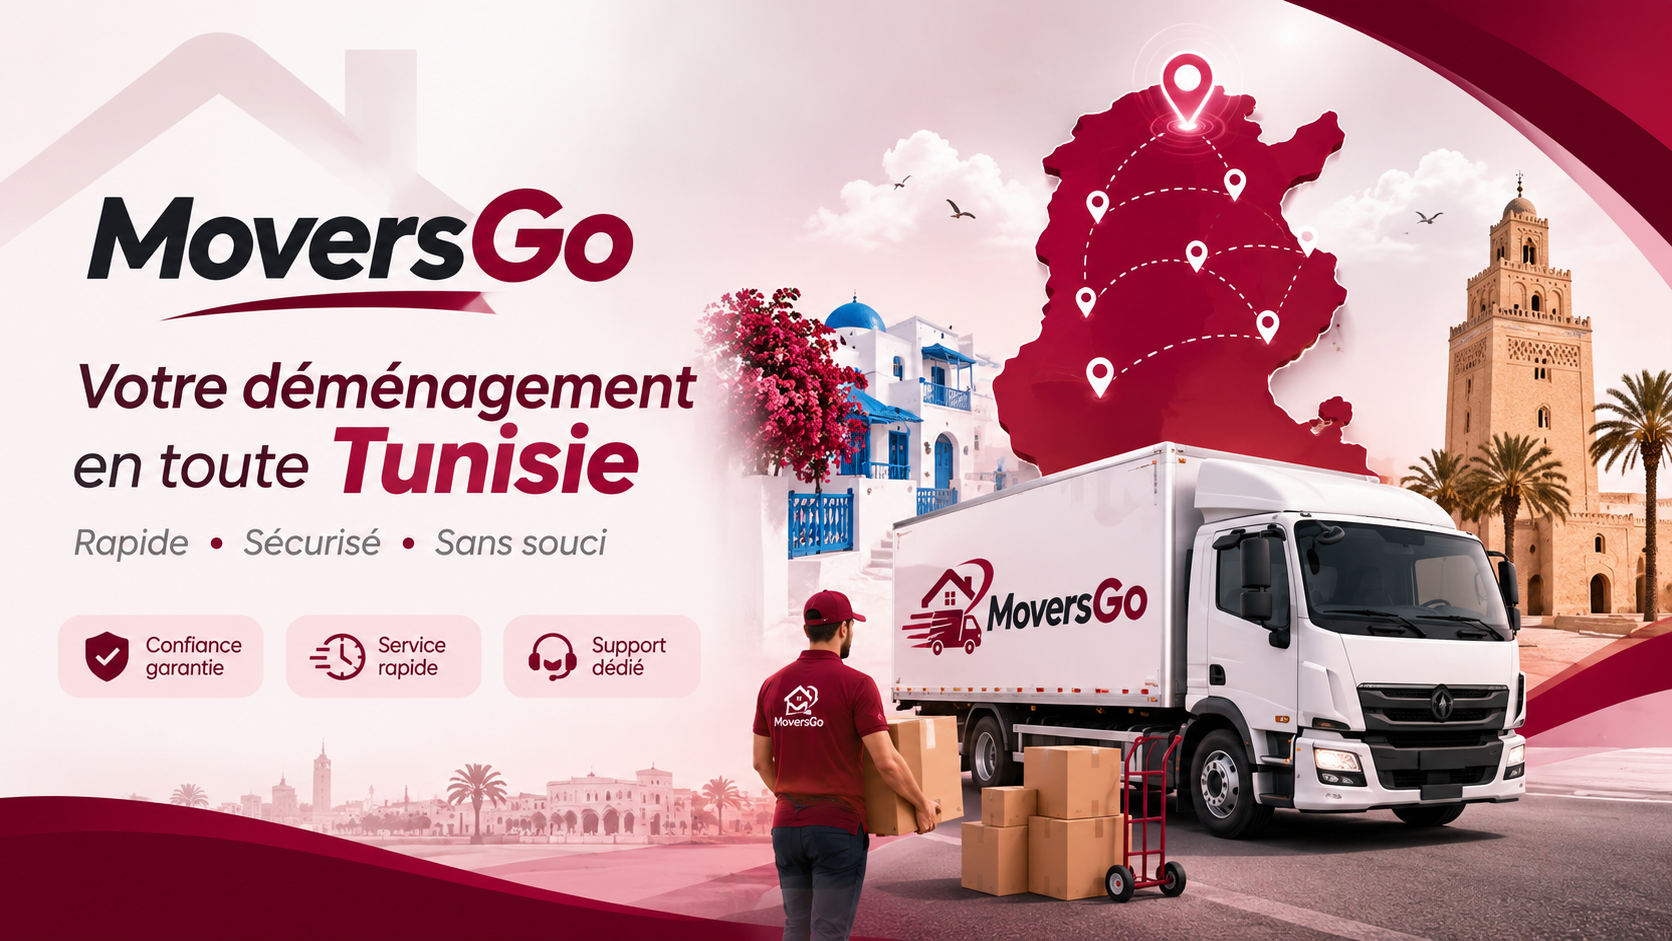 MoversGo
Votre déménagement
en toute Tunisie
Rapide • Sécurisé • Sans souci
Confiance
garantie
Service
rapide
Support
dédié
MoversGo
MoversGo